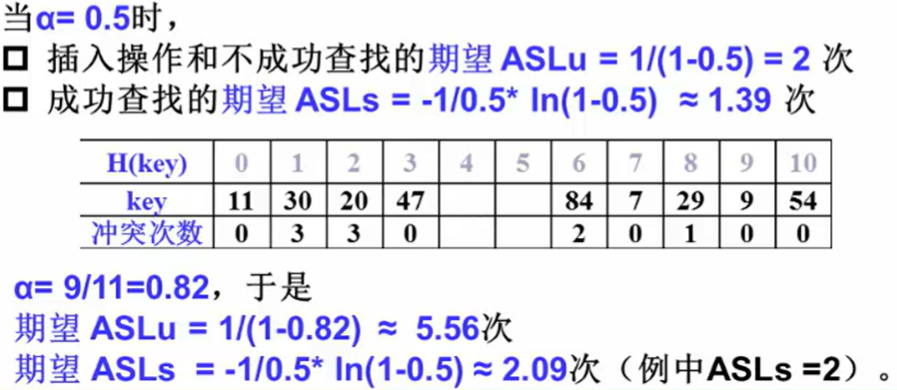 当α= 0.5时，
插入操作和不成功查找的期望 ASLu = 1/(1-0.5) = 2 次
成功查找的期望 ASLs = -1/0.5* ln(1-0.5) ≈ 1.39 次
H(key) 0 1 2 3 4 5 6 7 8 9 10
key 11 30 20 47 84 7 29 9 54
冲突次数 0 3 3 0 2 0 1 0 0
α= 9/11=0.82，于是
期望 ASLu = 1/(1-0.82) ≈ 5.56次
期望 ASLs = -1/0.5* ln(1-0.5) ≈ 2.09次（例中ASLs =2）。